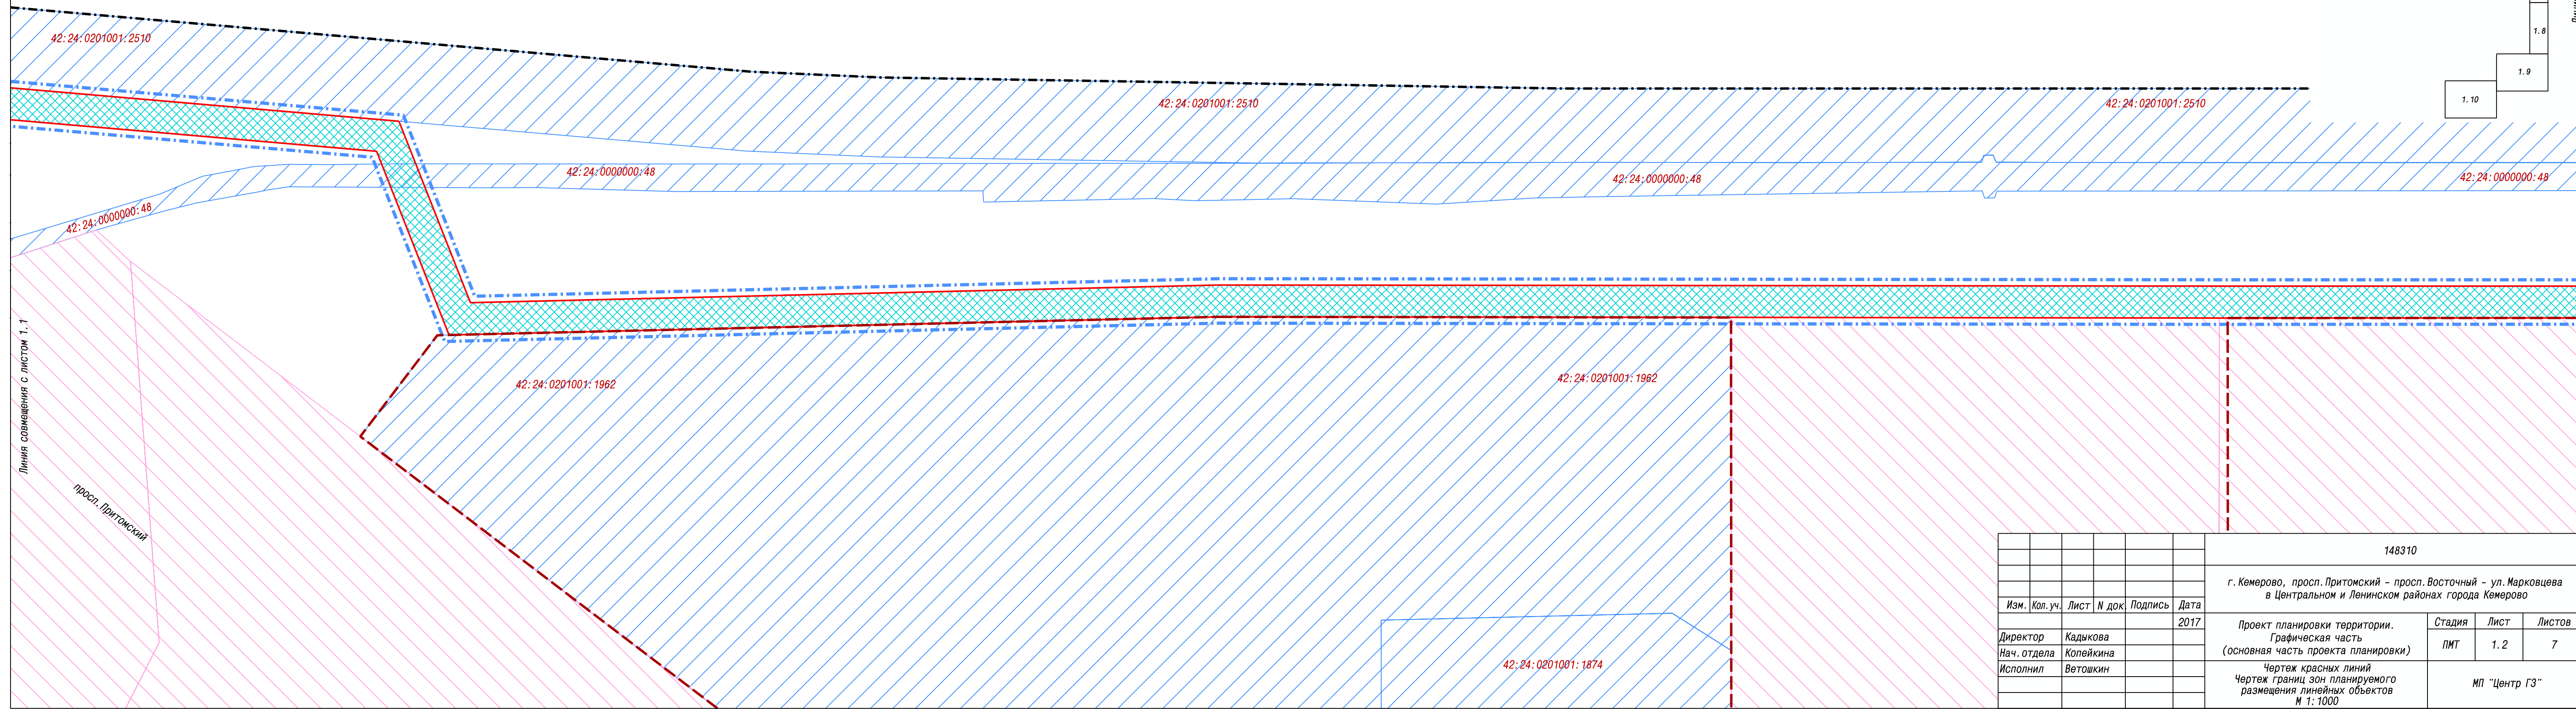 42:24:0201001:2510
42:24:0201001:2510
42:24:0201001:2510
1.8
1.9
1.10
42:24:0000000:48
42:24:0000000:48
42:24:0000000:48
42:24:0000000:48
Линия совмещения с листом 1.1
просп.Притомский
42:24:0201001:1962
42:24:0201001:1962
42:24:0201001:1874
148310
г.Кемерово, просп.Притомский - просп.Восточный - ул.Марковцева
в Центральном и Ленинском районах города Кемерово
Изм. Кол.уч. Лист N док Подпись Дата
2017
Директор Кадыкова
Нач.отдела Копейкина
Исполнил Ветошкин
Проект планировки территории.
Графическая часть
(основная часть проекта планировки)
Стадия Лист Листов
ПМТ 1.2 7
Чертеж красных линий
Чертеж границ зон планируемого
размещения линейных объектов
М 1:1000
МП "Центр ГЗ"